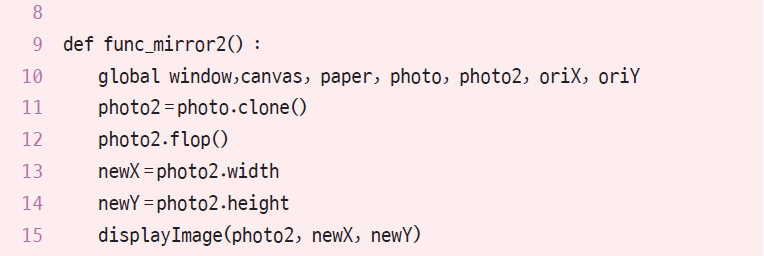 8
9 def func_mirror2() :
10 global window,canvas, paper, photo, photo2, oriX, oriY
11 photo2=photo.clone()
12 photo2.flop()
13 newX=photo2.width
14 newY=photo2.height
15 displayImage(photo2, newX, newY)